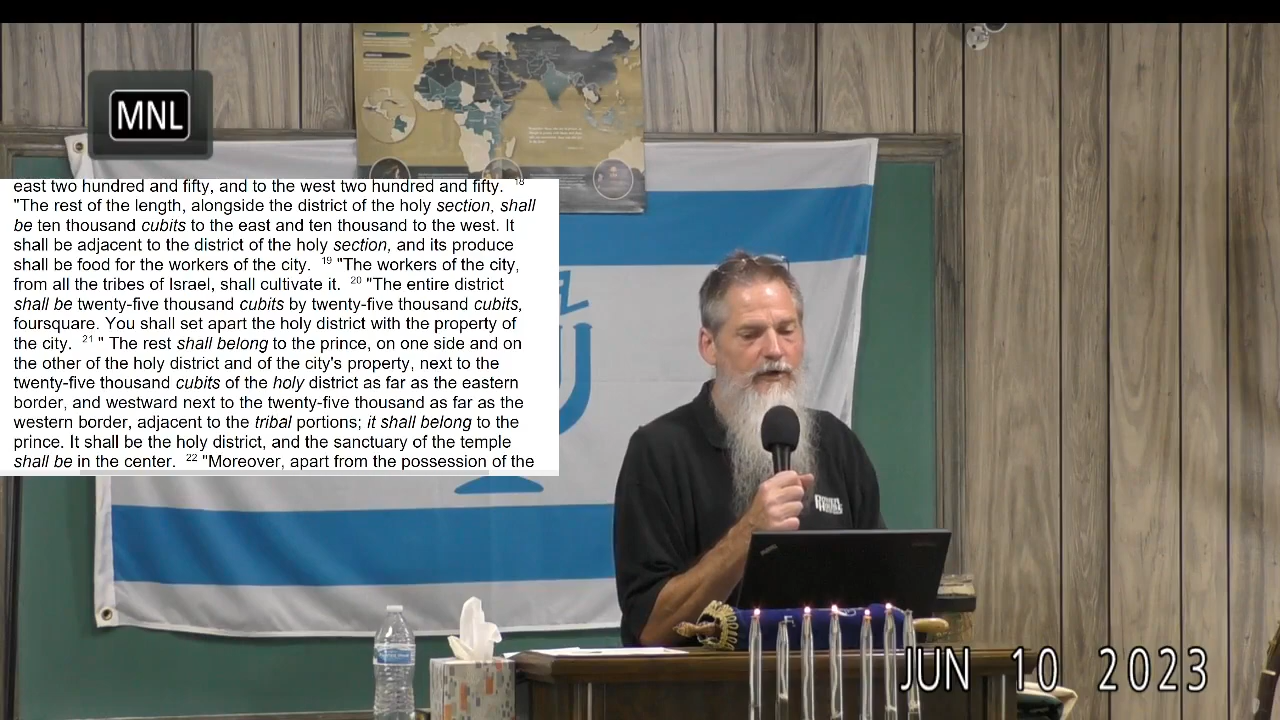 MNL
east two hundred and fifty, and to the west two hundred and fifty. 18
"The rest of the length, alongside the district of the holy section, shall
be ten thousand cubits to the east and ten thousand to the west. It
shall be adjacent to the district of the holy section, and its produce
shall be food for the workers of the city. 19 "The workers of the city,
from all the tribes of Israel, shall cultivate it. 20 "The entire district
shall be twenty-five thousand cubits by twenty-five thousand cubits,
foursquare. You shall set apart the holy district with the property of
the city. 21 " The rest shall belong to the prince, on one side and on
the other of the holy district and of the city's property, next to the
twenty-five thousand cubits of the holy district as far as the eastern
border, and westward next to the twenty-five thousand as far as the
western border, adjacent to the tribal portions; it shall belong to the
prince. It shall be the holy district, and the sanctuary of the temple
shall be in the center. 22 "Moreover, apart from the possession of the
JUN 10 2023